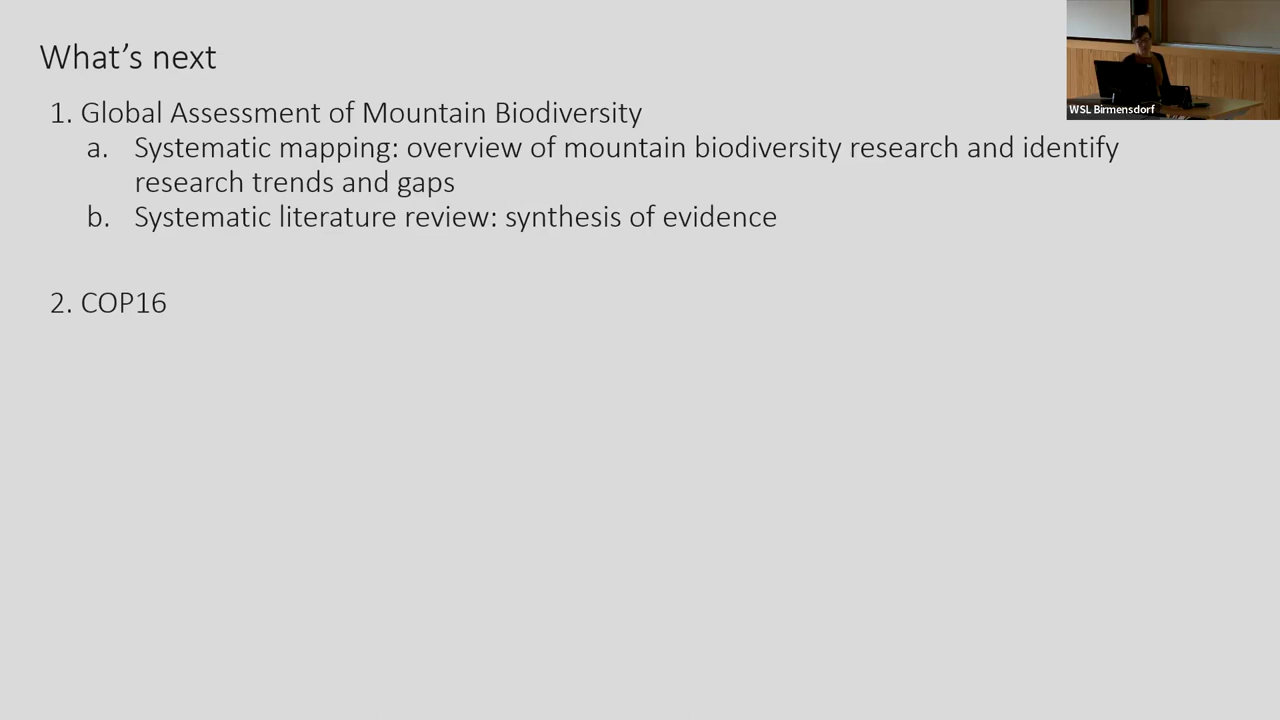 What's next
1. Global Assessment of Mountain Biodiversity
a. Systematic mapping: overview of mountain biodiversity research and identify
research trends and gaps
b. Systematic literature review: synthesis of evidence
2. COP16
WSL Birmensdorf